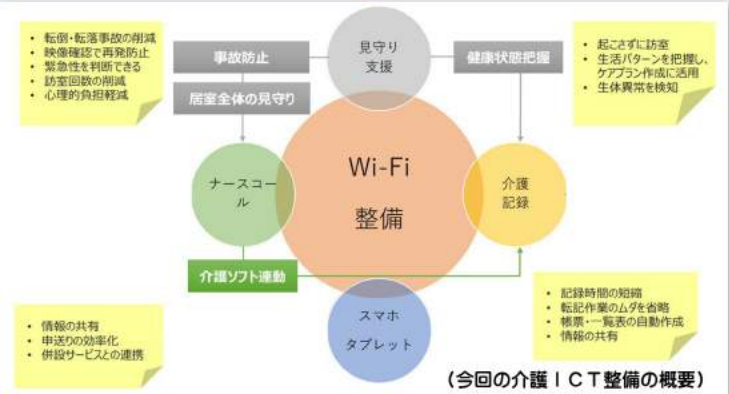 ・ 転倒・転落事故の削減
・ 映像確認で再発防止
・ 緊急性を判断できる
・ 訪室回数の削減
・ 心理的負担軽減
事故防止
居室全体の見守り
見守り
支援
健康状態把握
・ 起こさずに訪室
・ 生活パターンを把握し、
ケアプラン作成に活用
・ 生体異常を検知
ナースコー
ル
Wi-Fi
整備
介護
記録
介護ソフト連動
スマホ
タブレット
・ 情報の共有
・ 申送りの効率化
・ 併設サービスとの連携
・ 記録時間の短縮
・ 転記作業のムダを省略
・ 帳票・一覧表の自動作成
・ 情報の共有
(今回の介護ICT整備の概要)